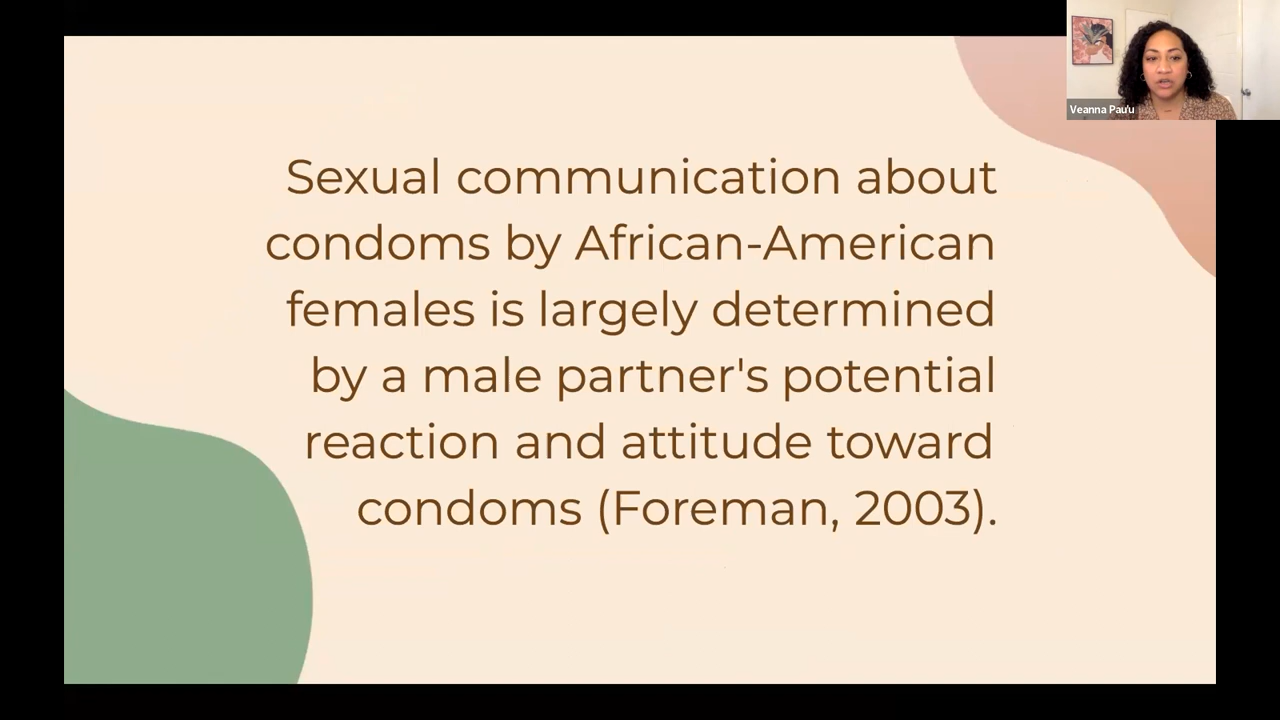 Veanna Pau'u
Sexual communication about
condoms by African-American
females is largely determined
by a male partner's potential
reaction and attitude toward
condoms (Foreman, 2003).